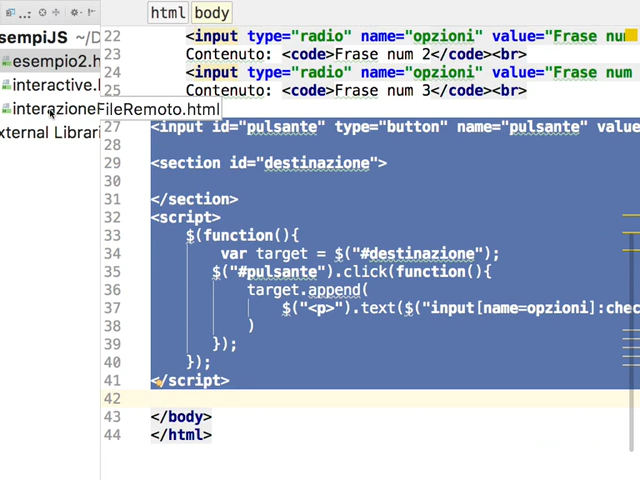 html body
sempiJS ~/D
esempio2.h
interactive.
interazioneFileRemoto.html
xternal Librari
22 <input type="radio" name="opzioni" value="Frase num
23 Contenuto: <code>Frase num 2</code><br>
24 <input type="radio" name="opzioni" value="Frase num
25 Contenuto: <code>Frase num 3</code><br>
27 <input id="pulsante" type="button" name="pulsante" value
28
29 <section id="destinazione">
30
31 </section>
32 <script>
33 $(function(){
34 var target = $("#destinazione");
35 $("#pulsante").click(function(){
36 target.append(
37 $("<p>").text($("input[name=opzioni]:chec
38 )
39 });
40 });
41 </script>
42
43 </body>
44 </html>